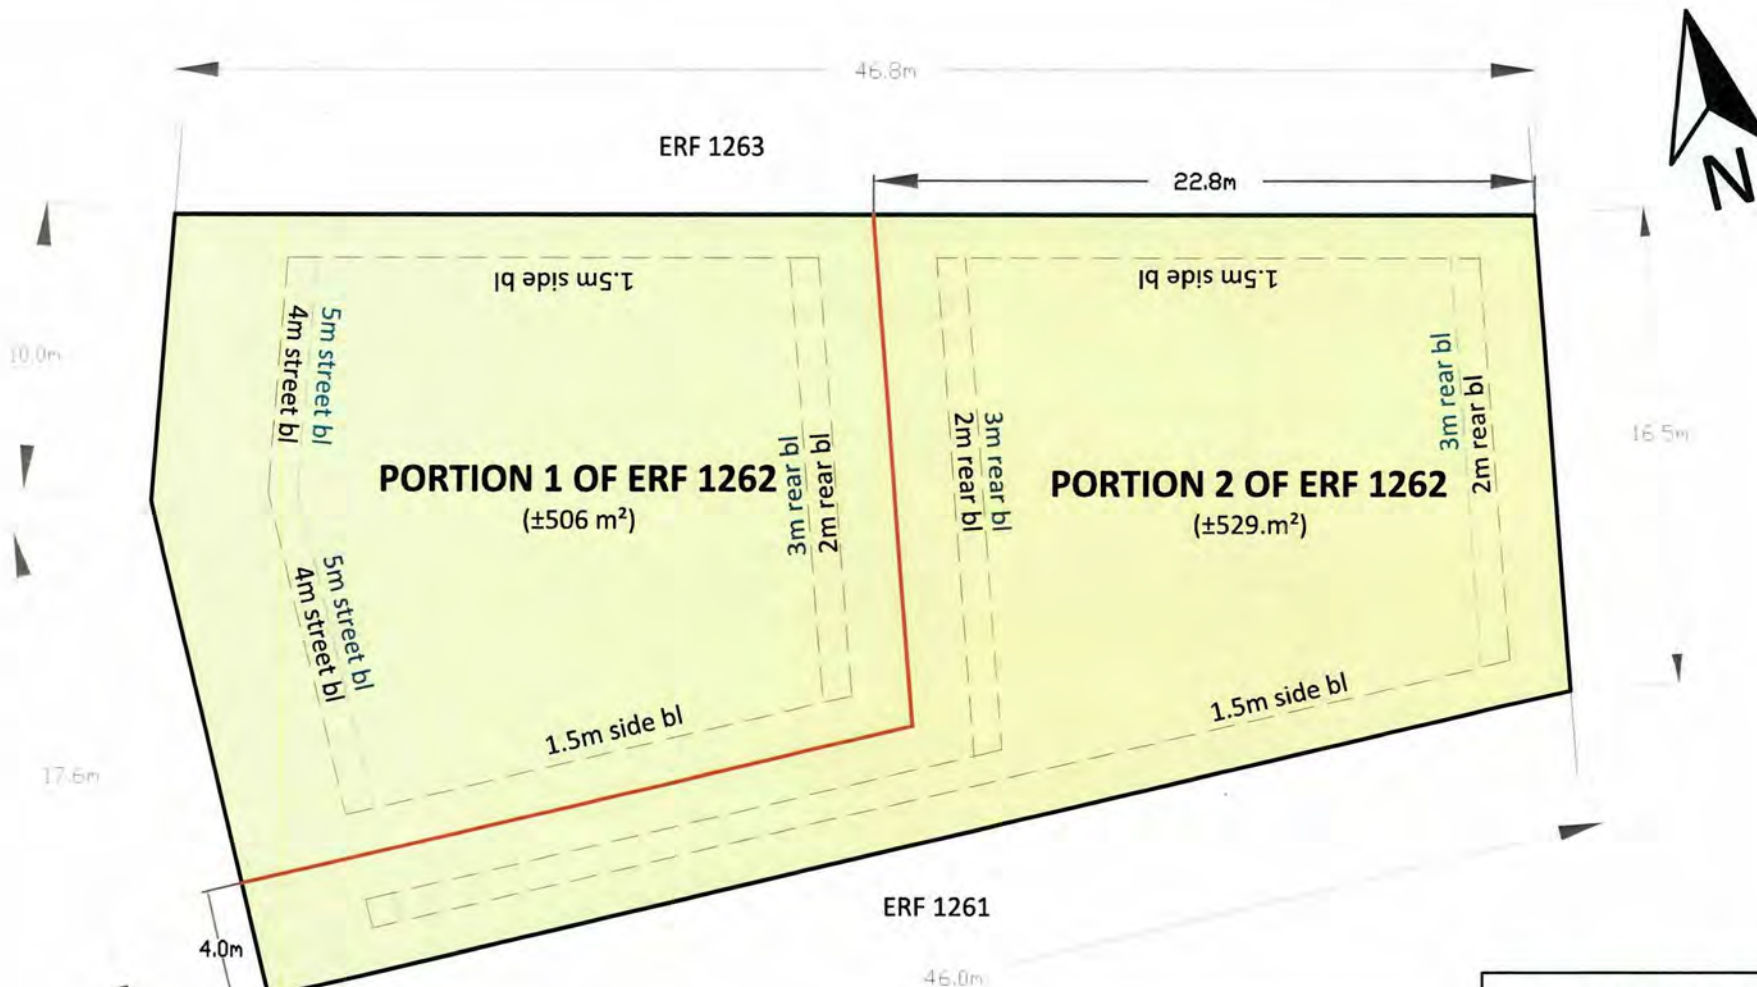 46.8m
ERF 1263
N
22.8m
1.5m side bl
1.5m side bl
10.0m
5m street bl
4m street bl
3m rear bl
2m rear bl
3m rear bl
2m rear bl
3m rear bl
2m rear bl
16.5m
PORTION 1 OF ERF 1262
(±506 m²)
PORTION 2 OF ERF 1262
(±529.m²)
5m street bl
4m street bl
1.5m side bl
1.5m side bl
17.6m
ERF 1261
4.0m
46.0m